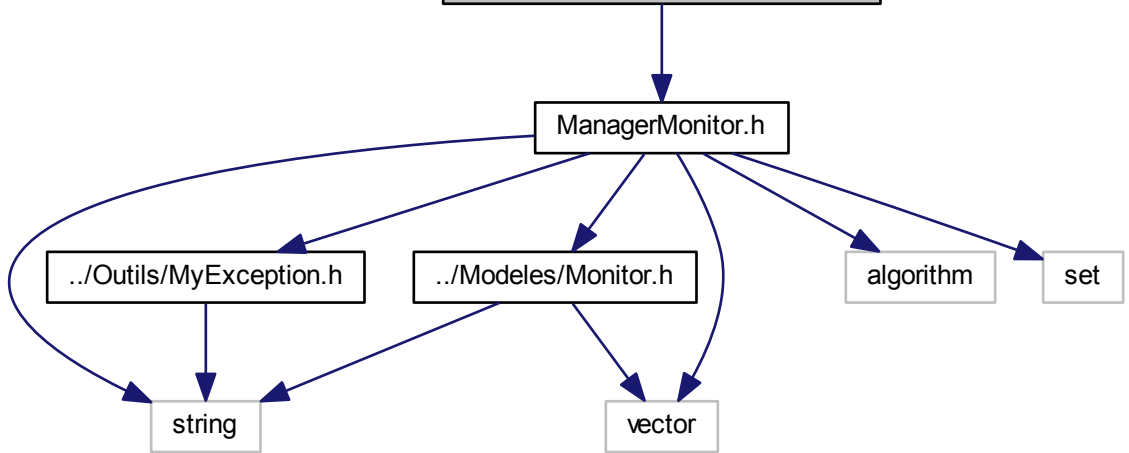 ManagerMonitor.h
../Outils/MyException.h
../Modeles/Monitor.h
algorithm
set
string
vector